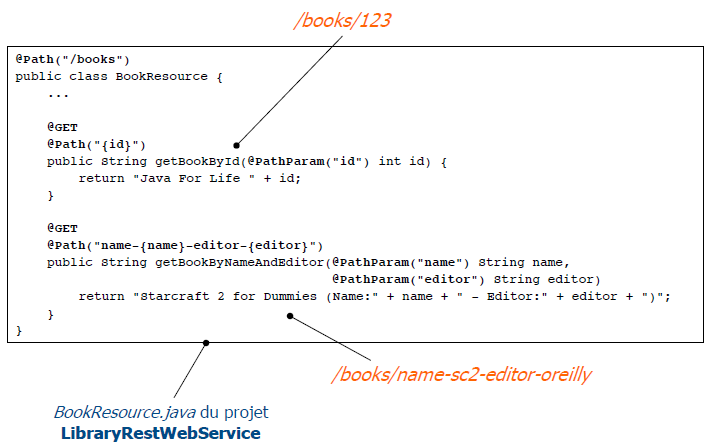 /books/123
@Path("/books")
public class BookResource {
...
@GET
@Path("{id}")
public String getBookById(@PathParam("id") int id) {
return "Java For Life " + id;
}
@GET
@Path("name-{name}-editor-{editor}")
public String getBookByNameAndEditor(@PathParam("name") String name,
@PathParam("editor") String editor)
return "Starcraft 2 for Dummies (Name:" + name + " - Editor:" + editor + ")";
}
}
/books/name-sc2-editor-oreilly
BookResource.java du projet
LibraryRestWebService